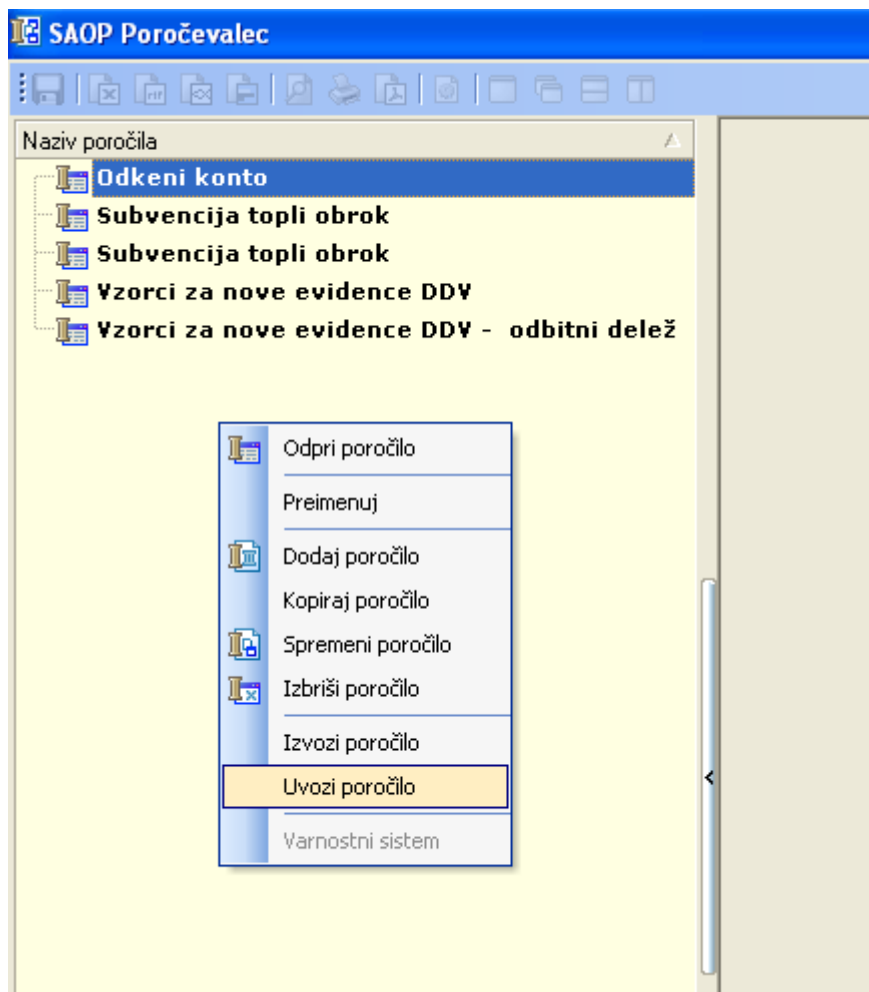 SAOP Poročevalec
Naziv poročila
Odkeni konto
Subvencija topli obrok
Subvencija topli obrok
Vzorci za nove evidence DDV
Vzorci za nove evidence DDV - odbitni delež
Odpri poročilo
Preimenuj
Dodaj poročilo
Kopiraj poročilo
Spremeni poročilo
Izbriši poročilo
Izvozi poročilo
Uvozi poročilo
Varnostni sistem